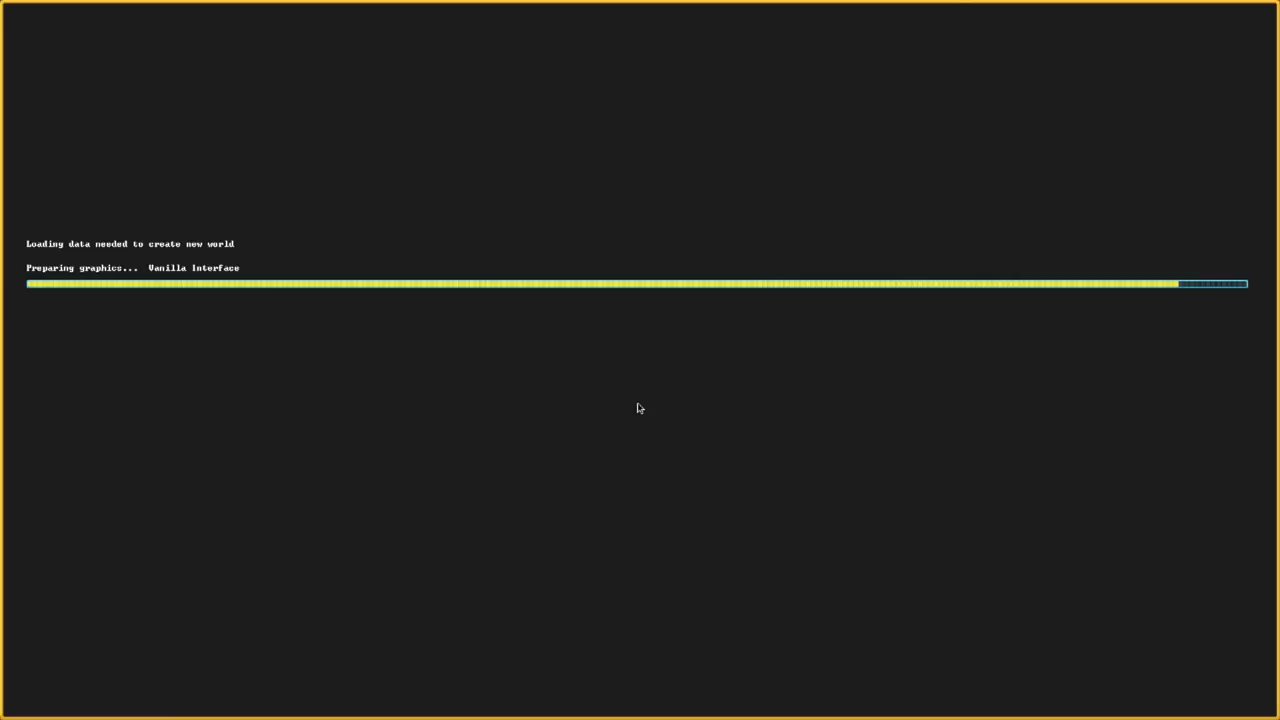 Loading data needed to create new world
Preparing graphics... Vanilla Interface